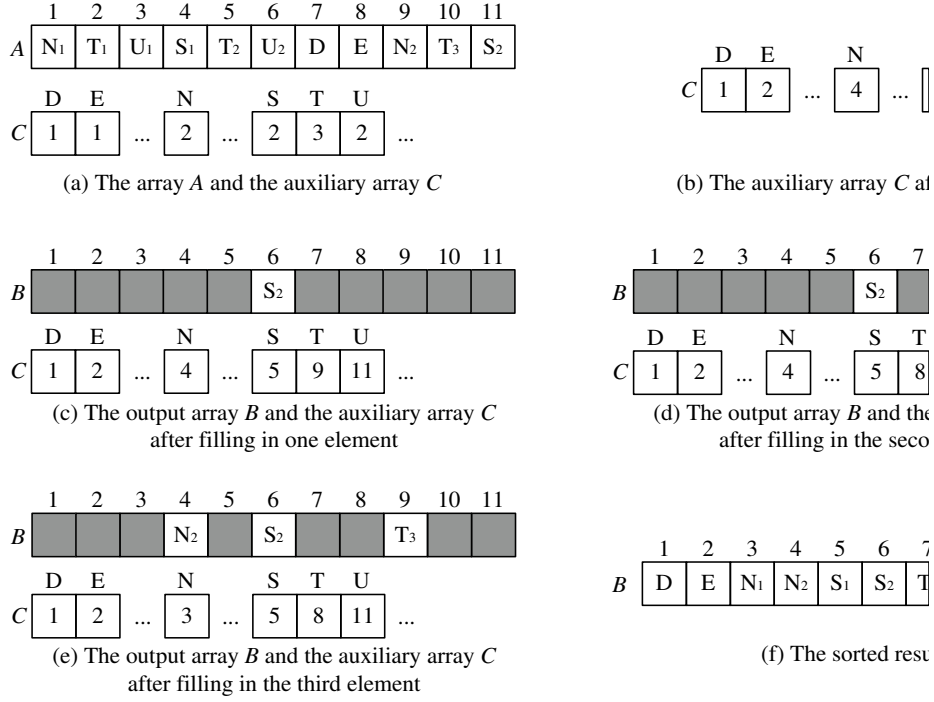 1 2 3 4 5 6 7 8 9 10 11
A N1 T1 U1 S1 T2 U2 D E N2 T3 S2
D E N S T U
C 1 1 ... 2 ... 2 3 2 ...
(a) The array A and the auxiliary array C
D E N
C 1 2 ... 4 ...
(b) The auxiliary array C
1 2 3 4 5 6 7 8 9 10 11
B S2
D E N S T U
C 1 2 ... 4 ... 5 9 11 ...
(c) The output array B and the auxiliary array C
after filling in one element
1 2 3 4 5 6 7
B S2
D E N S T
C 1 2 ... 4 ... 5 8
(d) The output array B and the
after filling in the
1 2 3 4 5 6 7 8 9 10 11
B N2 S2 T3
D E N S T U
C 1 2 ... 3 ... 5 8 11 ...
(e) The output array B and the auxiliary array C
after filling in the third element
1 2 3 4 5 6 7
B D E N1 N2 S1 S2 T
(f) The sorted